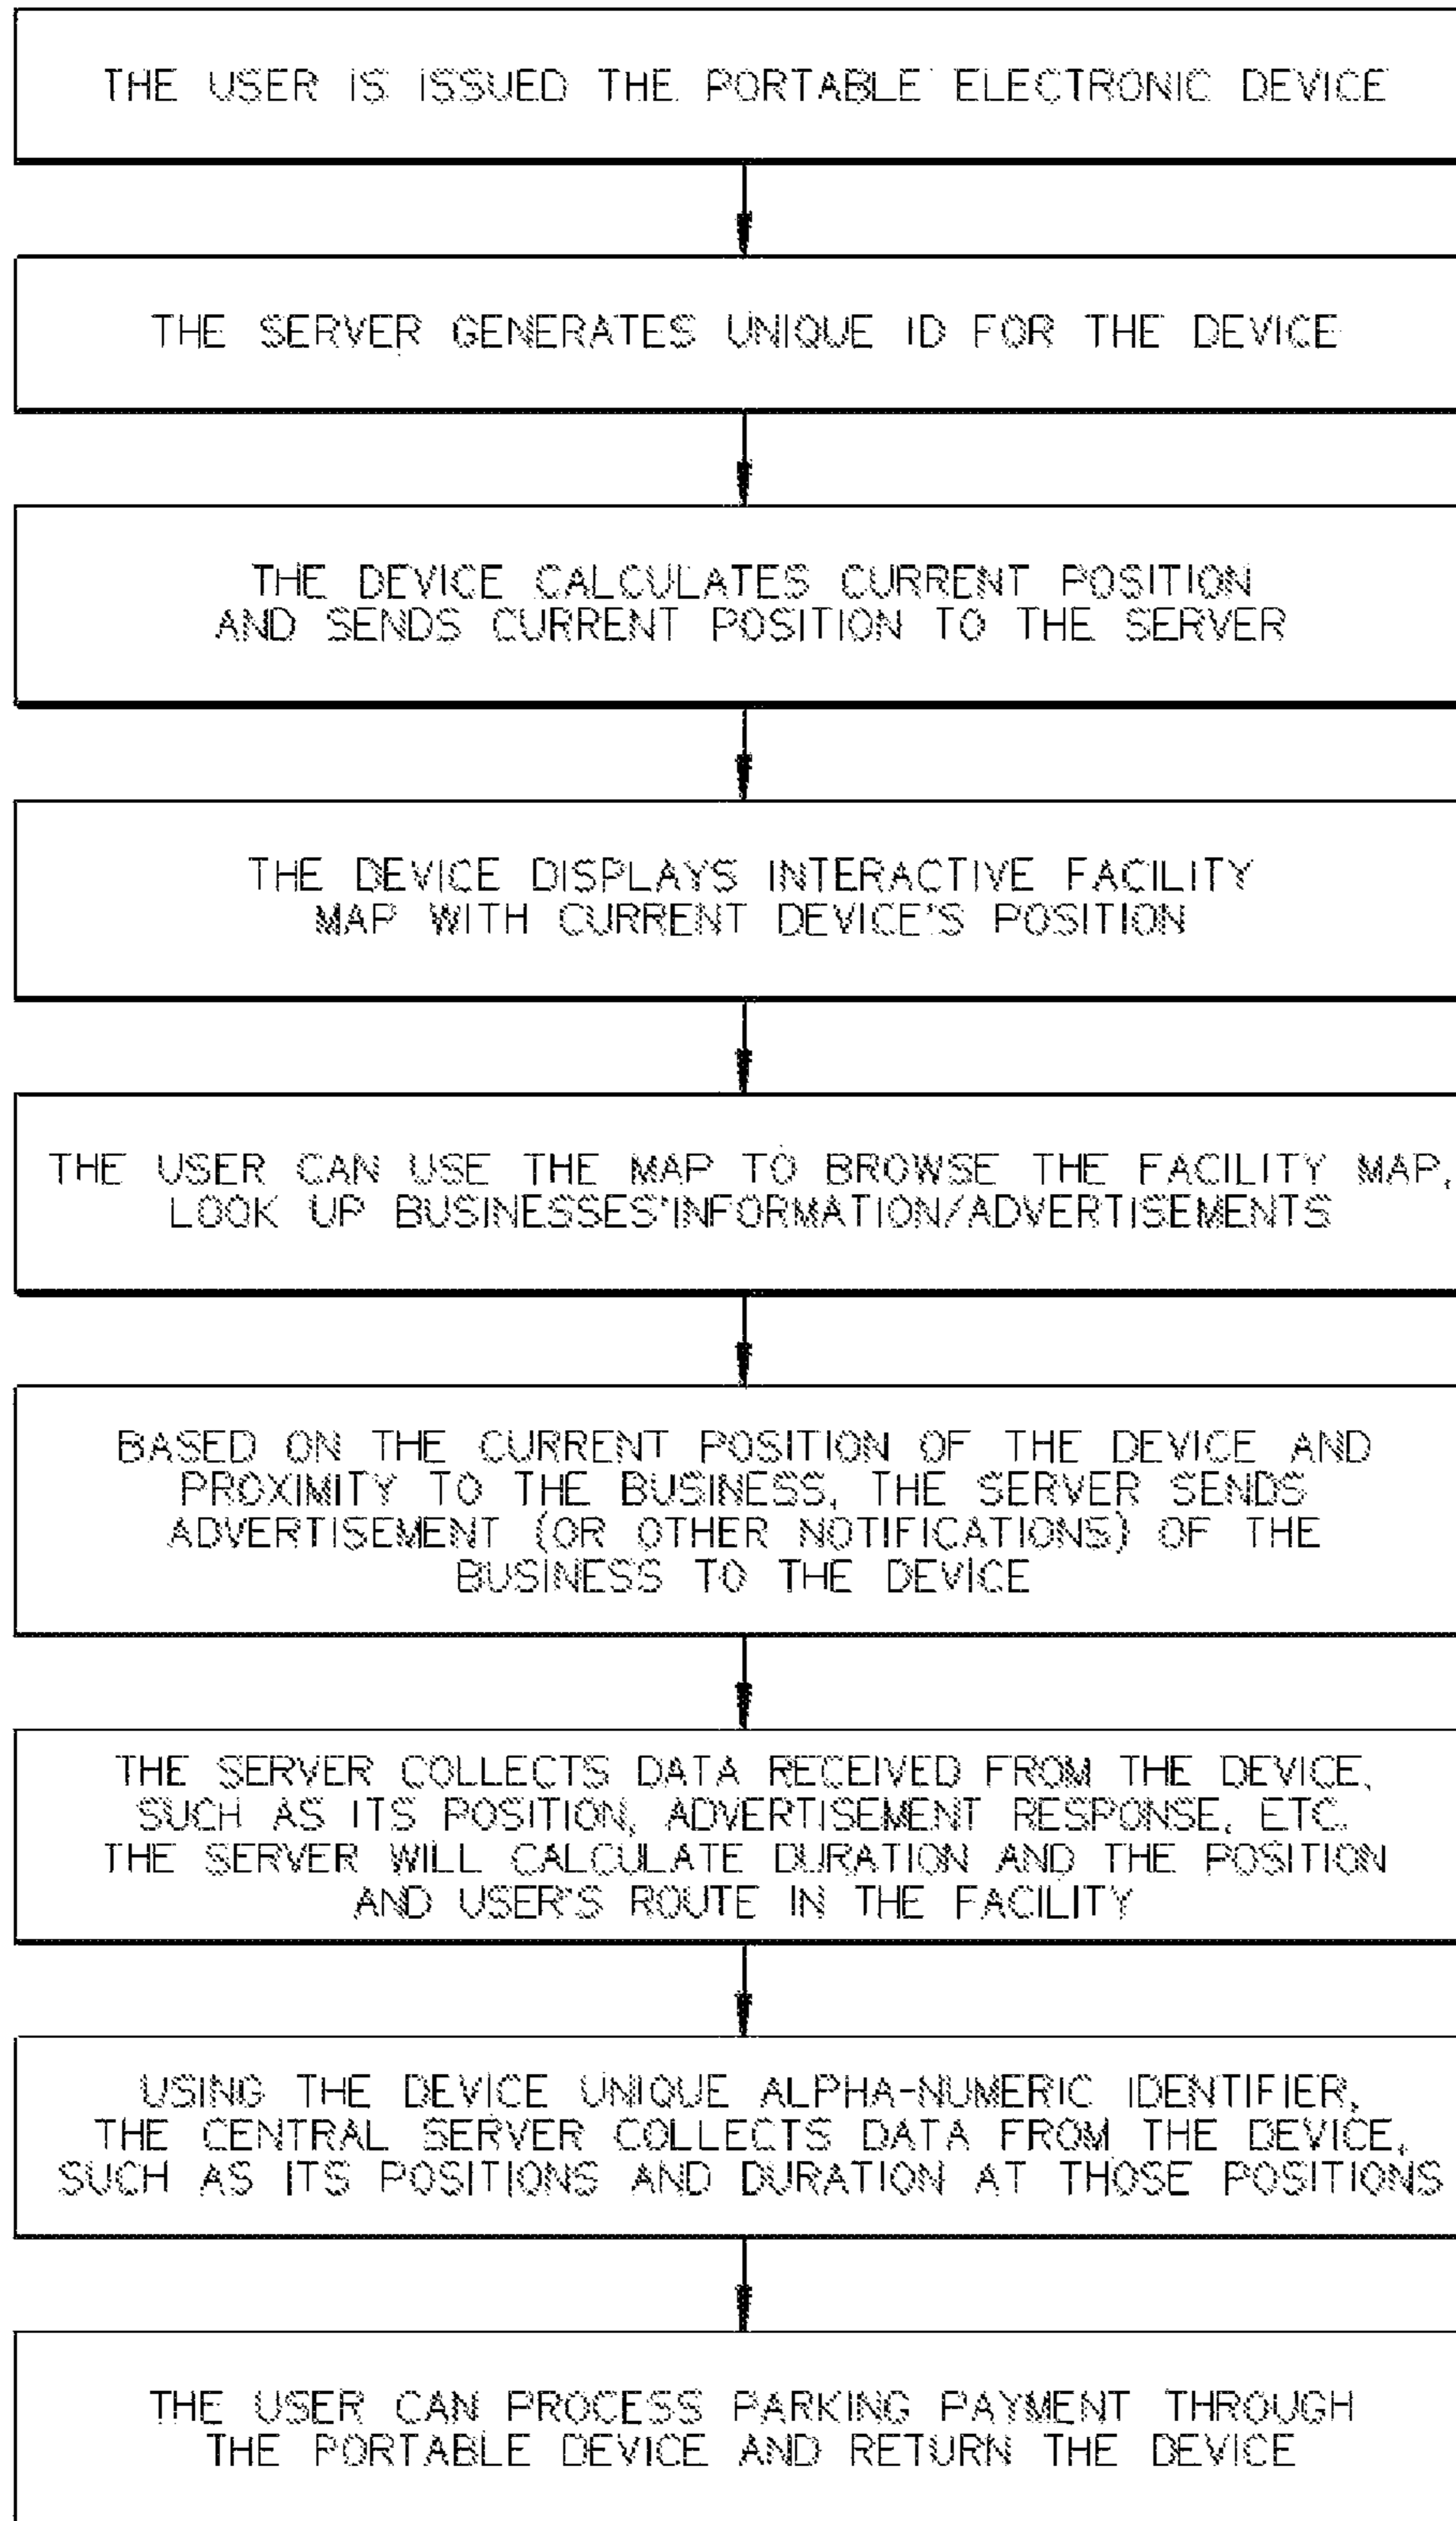 THE USER IS ISSUED THE PORTABLE ELECTRONIC DEVICE
THE SERVER GENERATES UNIQUE ID FOR THE DEVICE
THE DEVICE CALCULATES CURRENT POSITION
AND SENDS CURRENT POSITION TO THE SERVER
THE DEVICE DISPLAYS INTERACTIVE FACILITY
MAP WITH CURRENT DEVICE'S POSITION
THE USER CAN USE THE MAP TO BROWSE THE FACILITY MAP,
LOOK UP BUSINESSES'INFORMATION/ADVERTISEMENTS
BASED ON THE CURRENT POSITION OF THE DEVICE AND
PROXIMITY TO THE BUSINESS, THE SERVER SENDS
ADVERTISEMENT (OR OTHER NOTIFICATIONS) OF THE
BUSINESS TO THE DEVICE
THE SERVER COLLECTS DATA RECEIVED FROM THE DEVICE,
SUCH AS ITS POSITION, ADVERTISEMENT RESPONSE, ETC.
THE SERVER WILL CALCULATE DURATION AND THE POSITION
AND USER'S ROUTE IN THE FACILITY
USING THE DEVICE UNIQUE ALPHA-NUMERIC IDENTIFIER,
THE CENTRAL SERVER COLLECTS DATA FROM THE DEVICE,
SUCH AS ITS POSITIONS AND DURATION AT THOSE POSITIONS
THE USER CAN PROCESS PARKING PAYMENT THROUGH
THE PORTABLE DEVICE AND RETURN THE DEVICE